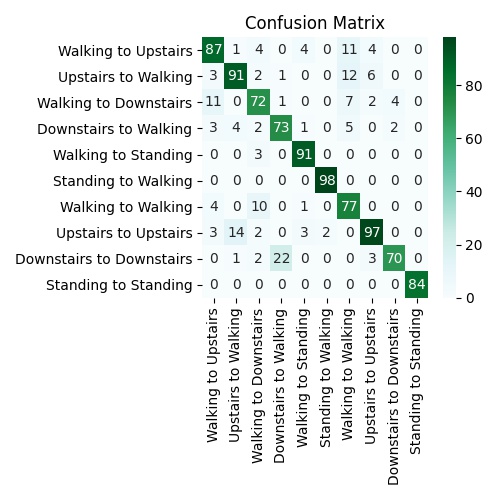 Confusion Matrix
Walking to Upstairs 87 1 4 0 4 0 11 4 0 0
Upstairs to Walking 3 91 2 1 0 0 12 6 0 0
Walking to Downstairs 11 0 72 1 0 0 7 2 4 0
Downstairs to Walking 3 4 2 73 1 0 5 0 2 0
Walking to Standing 0 0 3 0 91 0 0 0 0 0
Standing to Walking 0 0 0 0 0 98 0 0 0 0
Walking to Walking 4 0 10 0 1 0 77 0 0 0
Upstairs to Upstairs 3 14 2 0 3 2 0 97 0 0
Downstairs to Downstairs 0 1 2 22 0 0 0 3 70 0
Standing to Standing 0 0 0 0 0 0 0 0 0 84
Walking to Upstairs
Upstairs to Walking
Walking to Downstairs
Downstairs to Walking
Walking to Standing
Standing to Walking
Walking to Walking
Upstairs to Upstairs
Downstairs to Downstairs
Standing to Standing
80
60
40
20
0